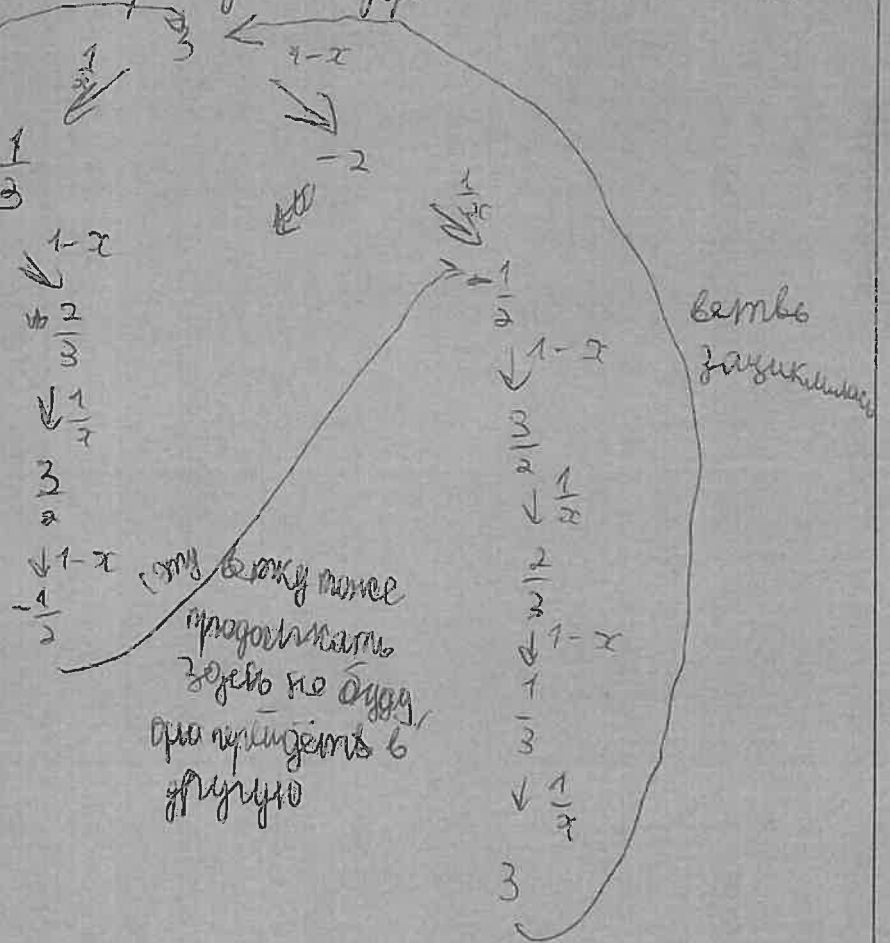 3
1/x
1-x
1/3
-2
1-x
1/x
2/3
-1/2
ветвь
зациклилась
1/x
1-x
3/2
3/2
1-x
1/x
-1/2
эту ветку тоже
продолжать
здесь не буду,
она перейдёт в
другую
2/3
1-x
1/3
1/x
3